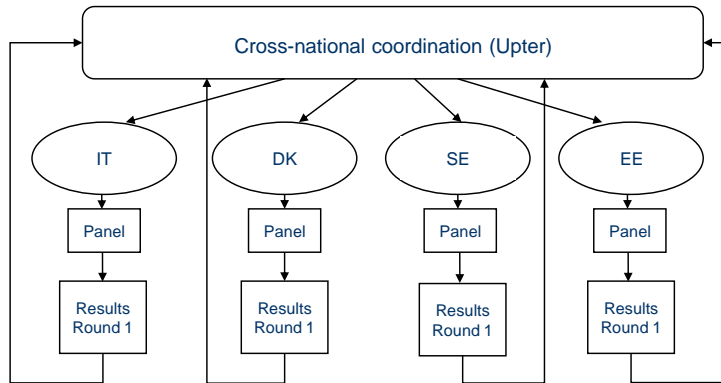 Cross-national coordination (Upter)
IT
DK
SE
EE
Panel
Panel
Panel
Panel
Results
Round 1
Results
Round 1
Results
Round 1
Results
Round 1